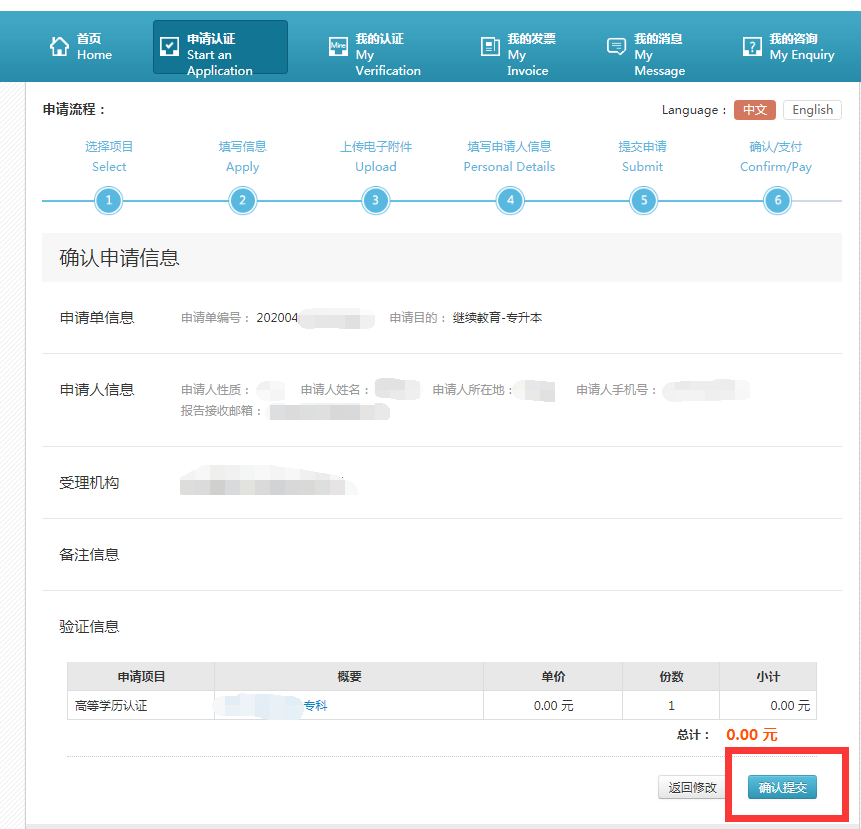 首页
Home
申请认证
Start an
Application
Mine
我的认证
My
Verification
我的发票
My
Invoice
我的消息
My
Message
?
我的咨询
My Enquiry
申请流程：
Language： 中文 English
选择项目 填写信息 上传电子附件 填写申请人信息 提交申请 确认/支付
Select Apply Upload Personal Details Submit Confirm/Pay
1 2 3 4 5 6
确认申请信息
申请单信息 申请单编号：202004 申请目的：继续教育-专升本
申请人信息 申请人性质： 申请人姓名： 申请人所在地： 申请人手机号：
报告接收邮箱：
受理机构
备注信息
验证信息
申请项目 概要 单价 份数 小计
高等学历认证 专科 0.00 元 1 0.00 元
总计： 0.00 元
返回修改 确认提交